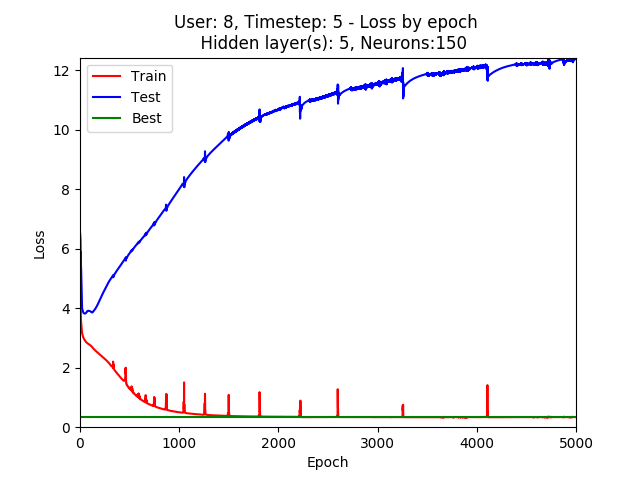 User: 8, Timestep: 5 - Loss by epoch
Hidden layer(s): 5, Neurons:150
Train
Test
Best
12
10
8
6
4
2
0
Loss
0 1000 2000 3000 4000 5000
Epoch